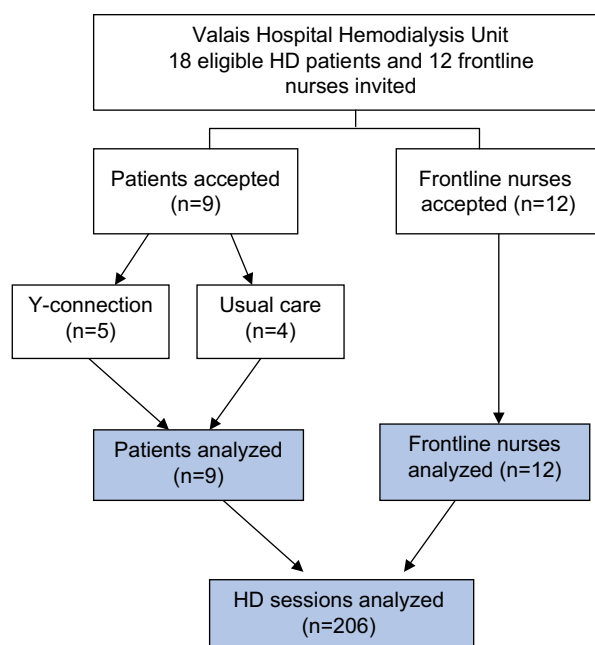 Valais Hospital Hemodialysis Unit
18 eligible HD patients and 12 frontline
nurses invited
Patients accepted
(n=9)
Frontline nurses
accepted (n=12)
Y-connection
(n=5)
Usual care
(n=4)
Patients analyzed
(n=9)
Frontline nurses
analyzed (n=12)
HD sessions analyzed
(n=206)